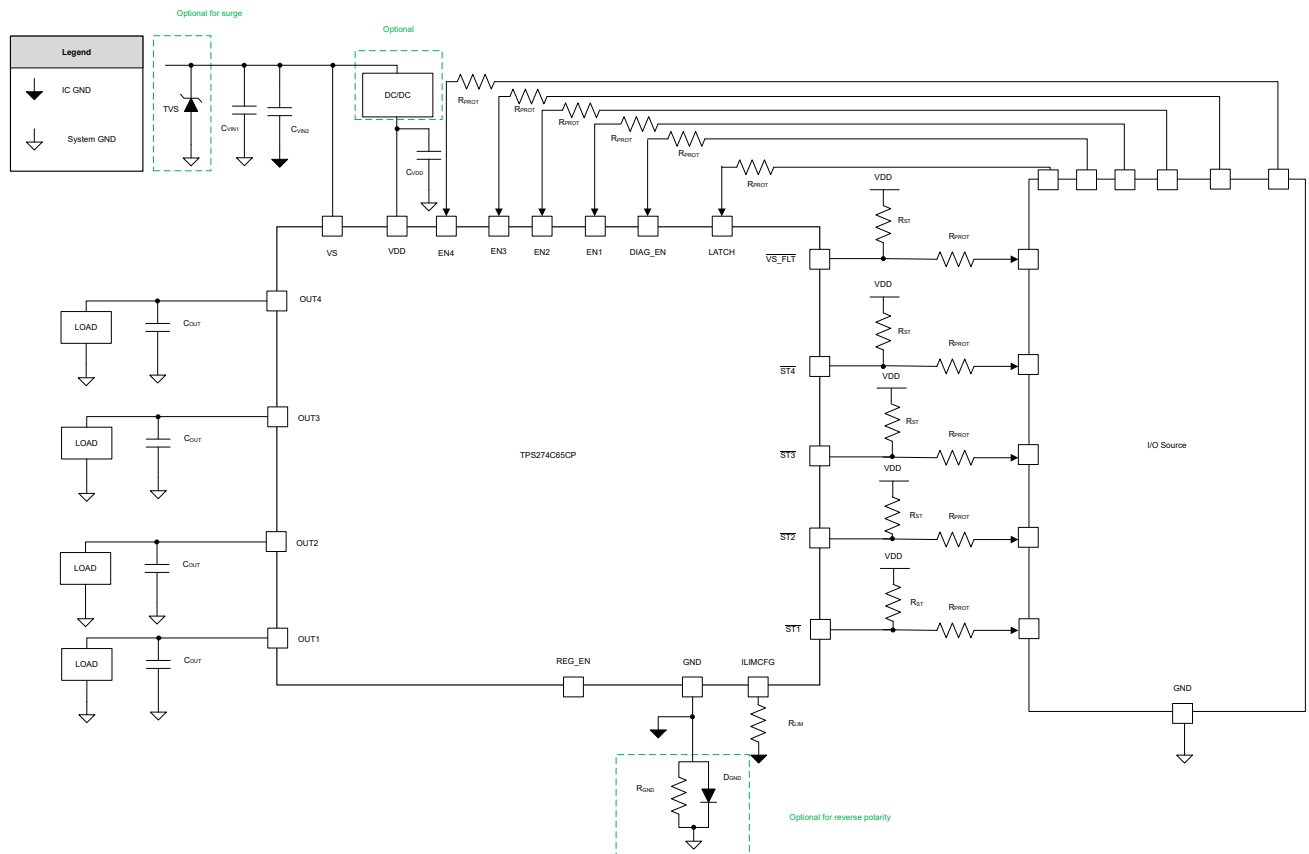 Optional for surge
Optional
Legend
IC GND
System GND
TVS
CVIN1
CVIN2
DC/DC
CVDD
RPROT
RPROT
RPROT
RPROT
RPROT
RPROT
VS
VDD
EN4
EN3
EN2
EN1
DIAG_EN
LATCH
VDD
RST
RPROT
VS_FLT
OUT4
LOAD
COUT
VDD
RST
RPROT
ST4
OUT3
LOAD
COUT
VDD
RST
RPROT
ST3
TPS274C65CP
I/O Source
OUT2
LOAD
COUT
VDD
RST
RPROT
ST2
OUT1
LOAD
COUT
VDD
RST
RPROT
ST1
REG_EN
GND
ILIMCFG
RLIM
GND
RGND
DGND
Optional for reverse polarity